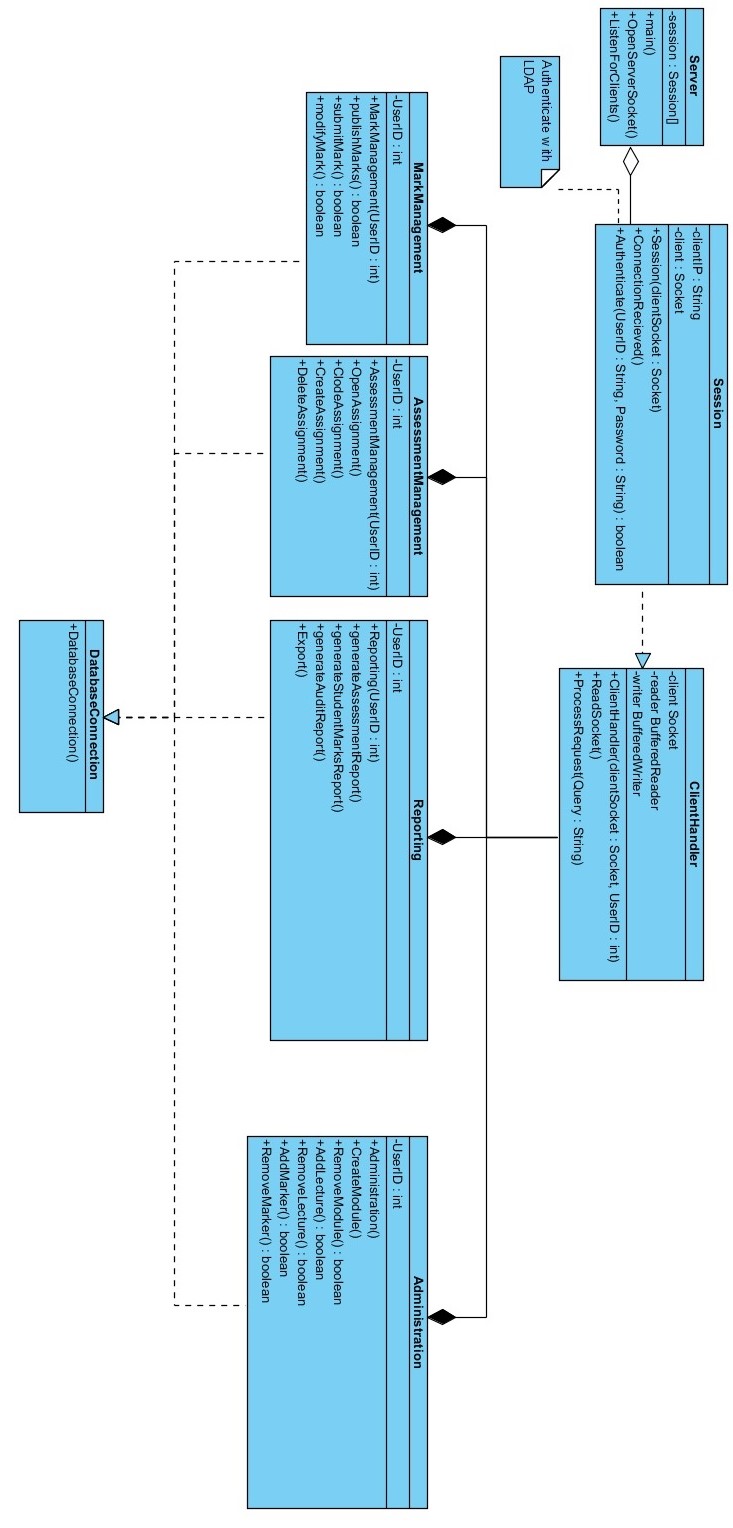 Server
-session : Session[]
+main()
+OpenServerSocket()
+ListenForClients()
Authenticate with
LDAP
Session
-clientIP : String
-client : Socket
+Session(clientSocket : Socket)
+ConnectionRecieved()
+Authenticate(UserID : String, Password : String) : boolean
ClientHandler
-client Socket
-reader BufferedReader
-writer BufferedWriter
+ClientHandler(clientSocket : Socket, UserID : int)
+ReadSocket()
+ProcessRequest(Query : String)
MarkManagement
-UserID : int
+MarkManagement(UserID : int)
+publishMarks() : boolean
+submitMark() : boolean
+modifyMark() : boolean
AssessmentManagement
-UserID : int
+AssessmentManagement(UserID : int)
+OpenAssignment()
+ClodeAssignment()
+CreateAssignment()
+DeleteAssignment()
Reporting
-UserID : int
+Reporting(UserID : int)
+generateAssessmentReport()
+generateStudentMarksReport()
+generateAuditReport()
+Export()
Administration
-UserID : int
+Administration()
+CreateModule()
+RemoveModule() : boolean
+AddLecture() : boolean
+RemoveLecture() : boolean
+AddMarker() : boolean
+RemoveMarker() : boolean
DatabaseConnection
+DatabaseConnection()